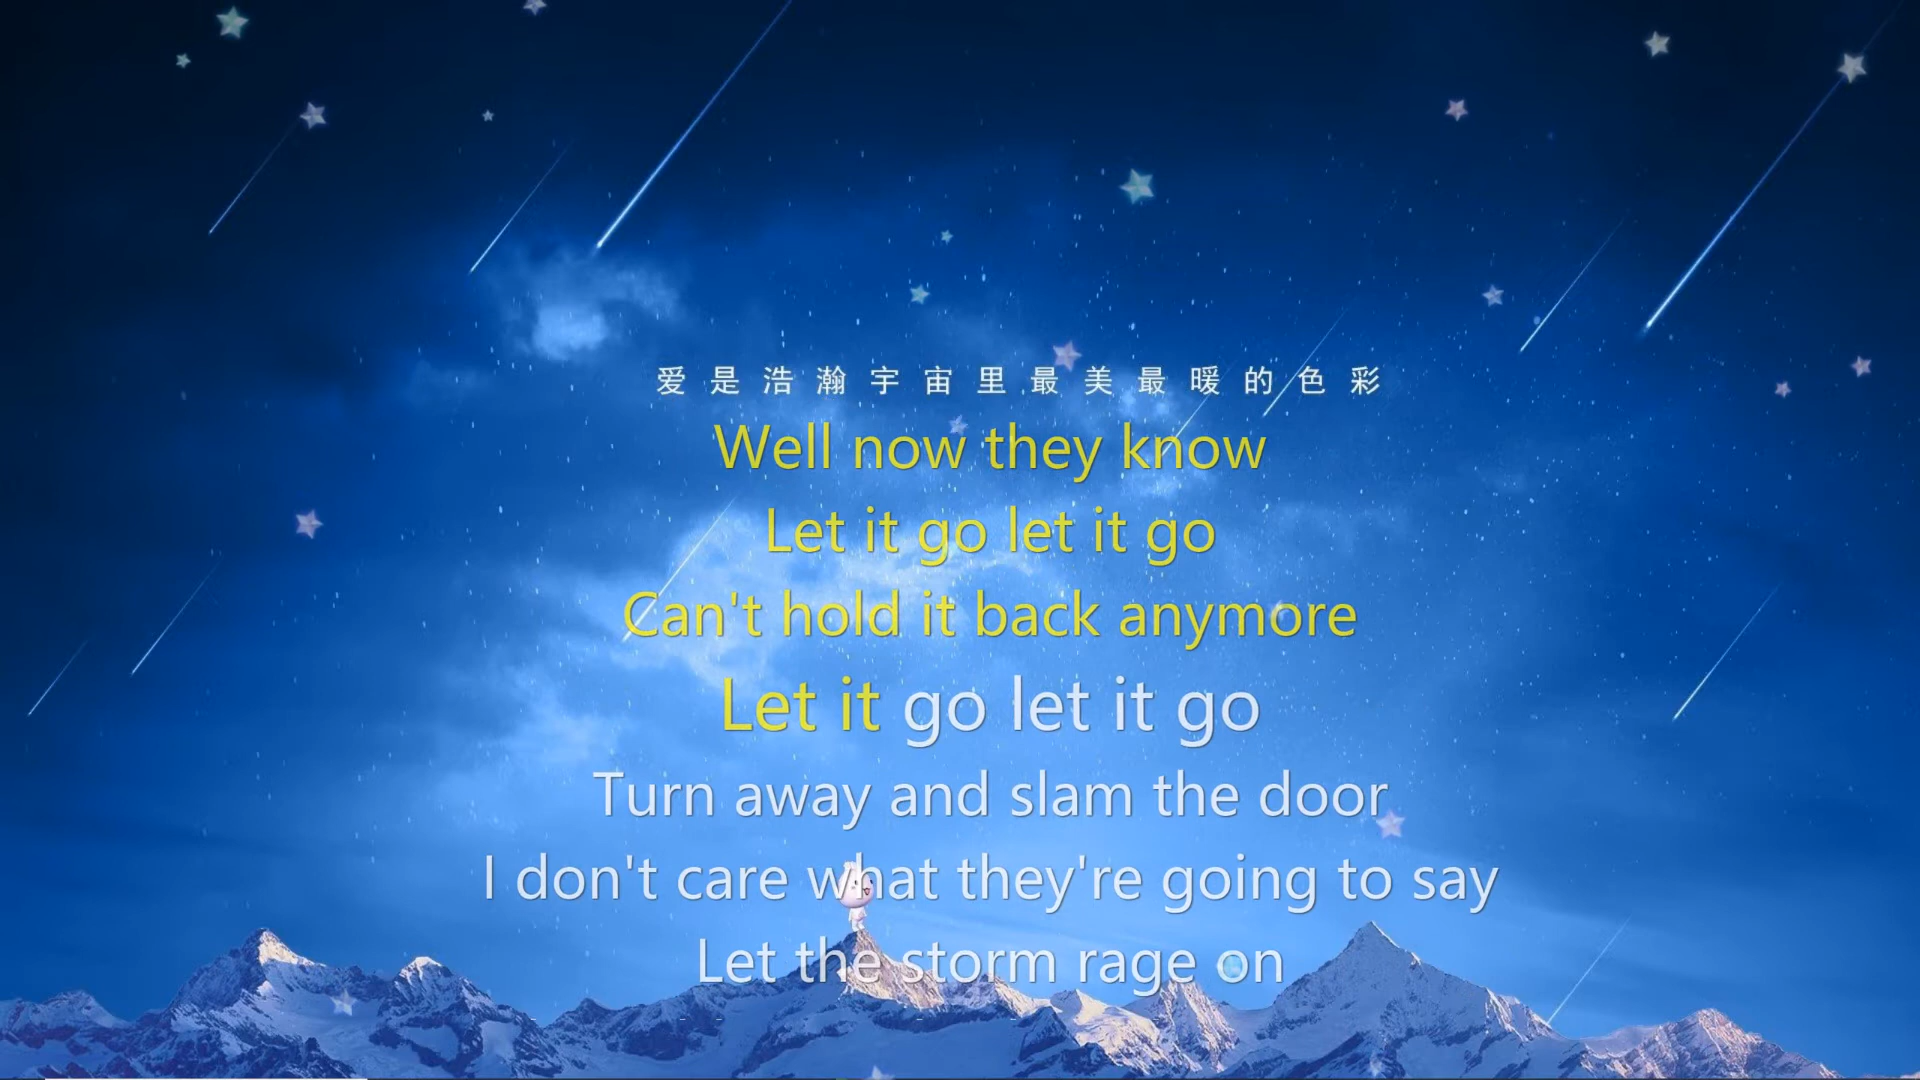 爱是浩瀚宇宙里最美最暖的色彩
Well now they know
Let it go let it go
Can't hold it back anymore
Let it go let it go
Turn away and slam the door
I don't care what they're going to say
Let the storm rage on